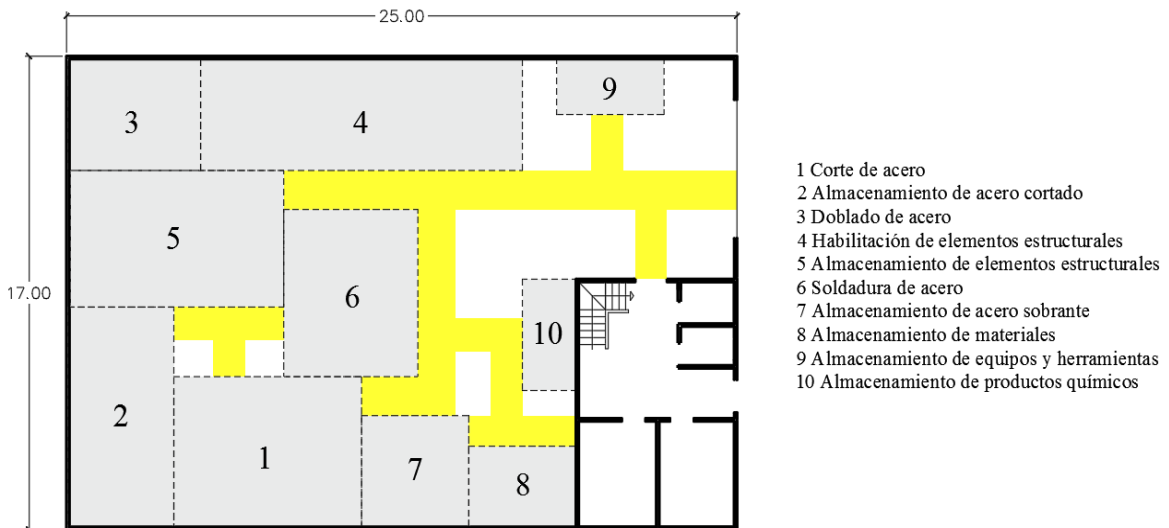 25.00
17.00
3
4
9
5
6
10
2
1
7
8
1 Corte de acero
2 Almacenamiento de acero cortado
3 Doblado de acero
4 Habilitación de elementos estructurales
5 Almacenamiento de elementos estructurales
6 Soldadura de acero
7 Almacenamiento de acero sobrante
8 Almacenamiento de materiales
9 Almacenamiento de equipos y herramientas
10 Almacenamiento de productos químicos